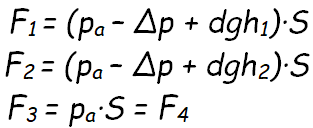 F₁ = (pₐ – Δp + dgh₁)·S
F₂ = (pₐ – Δp + dgh₂)·S
F₃ = pₐ·S = F₄